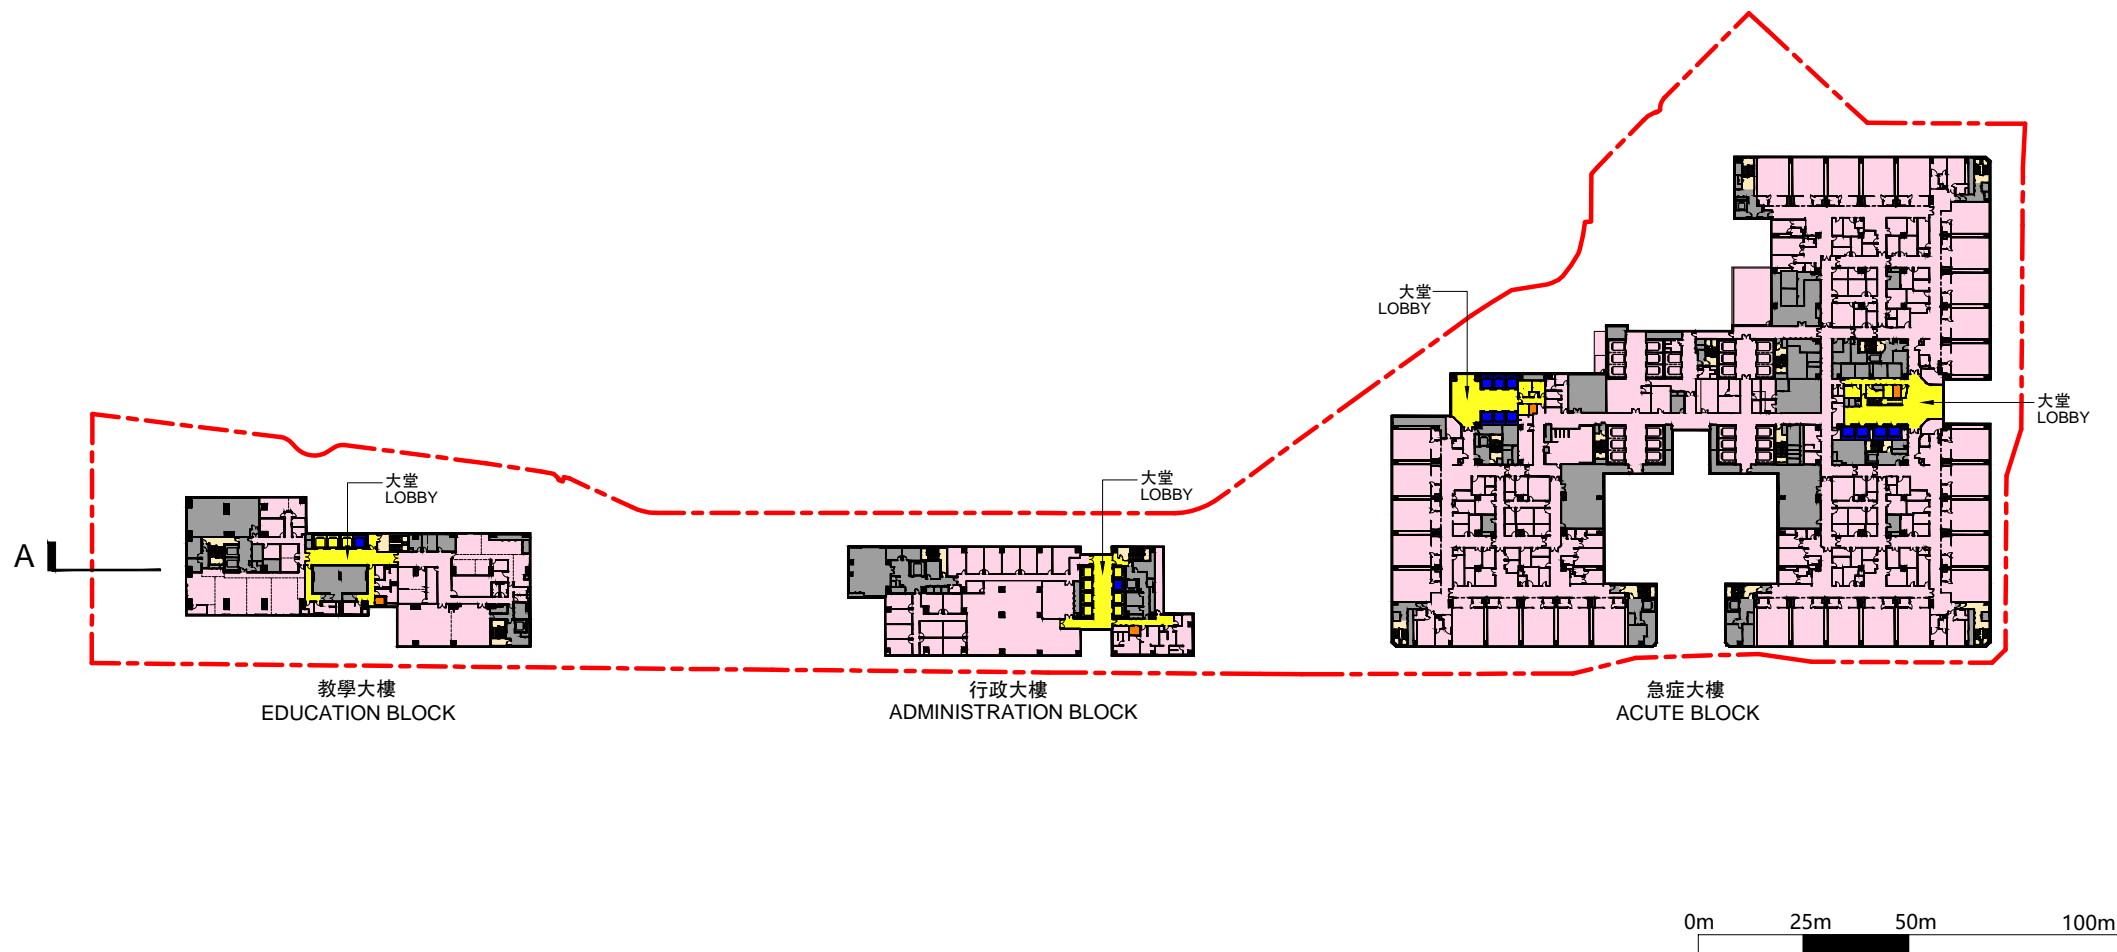 大堂
LOBBY
大堂
LOBBY
大堂
LOBBY
大堂
LOBBY
A
教學大樓
EDUCATION BLOCK
行政大樓
ADMINISTRATION BLOCK
急症大樓
ACUTE BLOCK
0m 25m 50m 100m